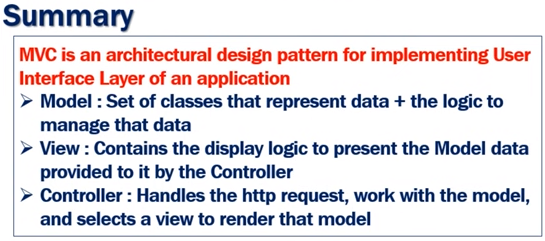 Summary
MVC is an architectural design pattern for implementing User
Interface Layer of an application
➤ Model : Set of classes that represent data + the logic to
manage that data
➤ View : Contains the display logic to present the Model data
provided to it by the Controller
➤ Controller : Handles the http request, work with the model,
and selects a view to render that model